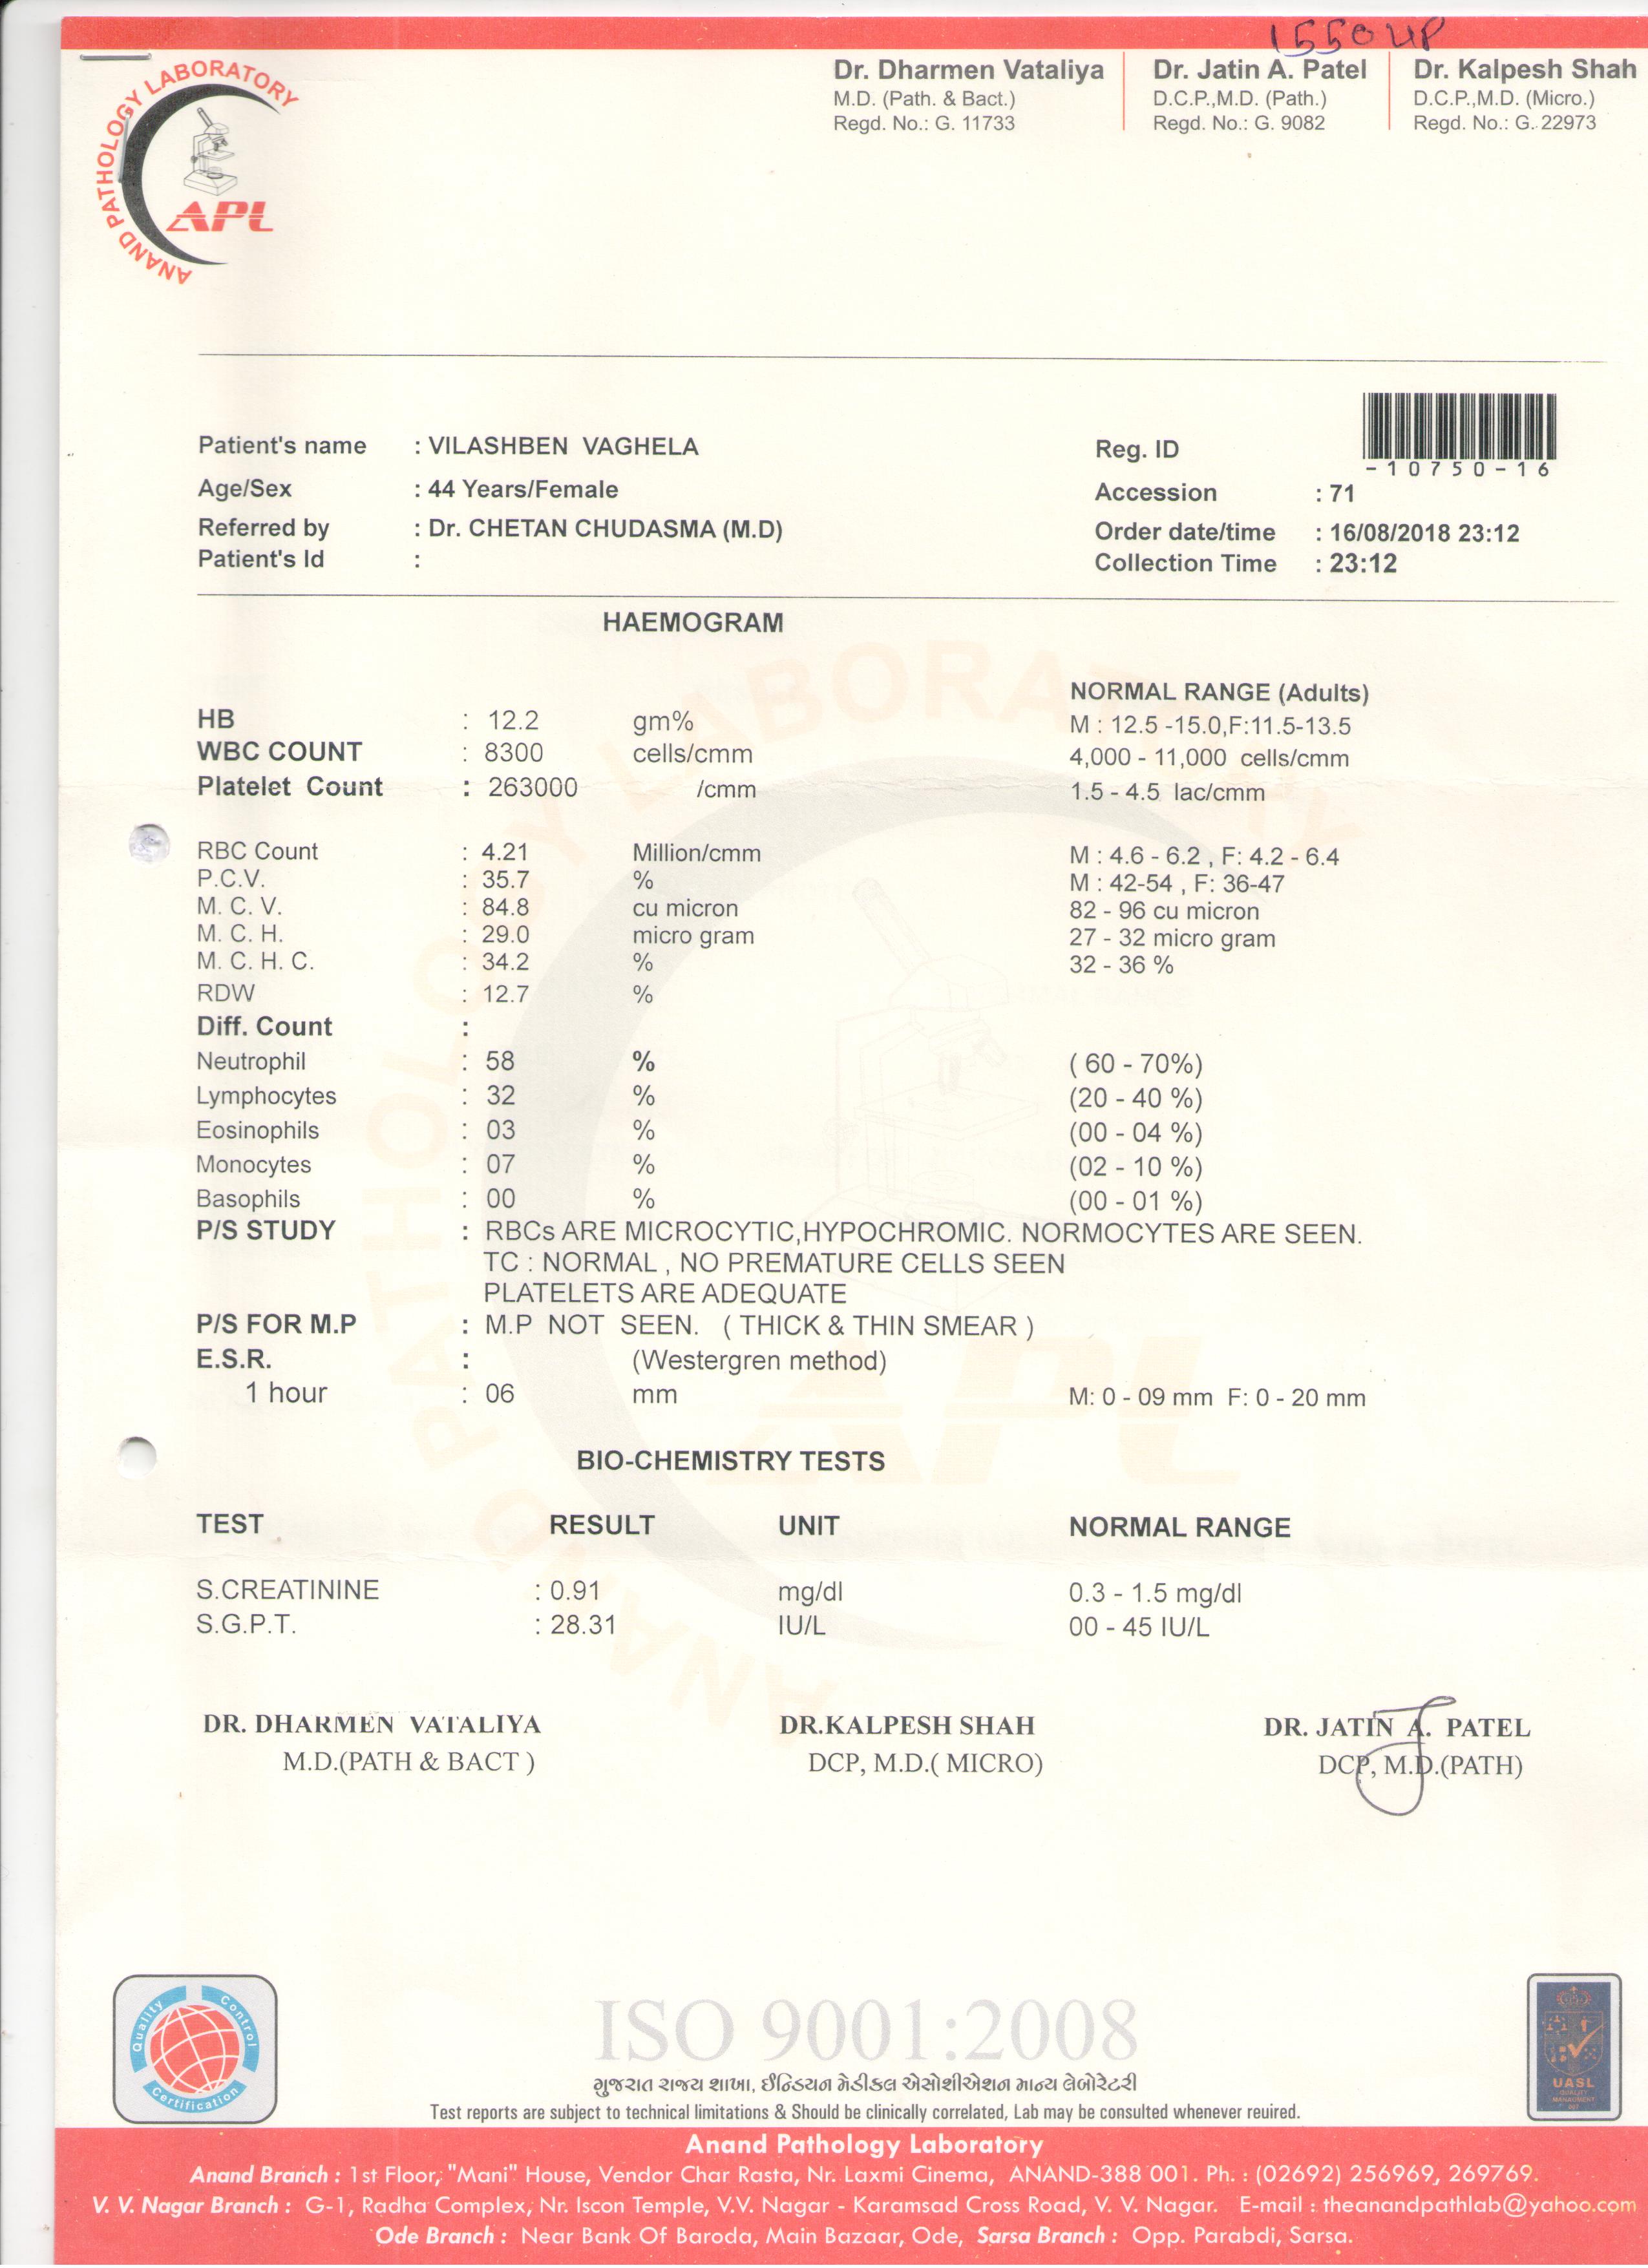 1550 UP
ANAND PATHOLOGY LABORATORY
APL
Dr. Dharmen Vataliya
M.D. (Path. & Bact.)
Regd. No.: G. 11733
Dr. Jatin A. Patel
D.C.P.,M.D. (Path.)
Regd. No.: G. 9082
Dr. Kalpesh Shah
D.C.P.,M.D. (Micro.)
Regd. No.: G. 22973
Patient's name : VILASHBEN VAGHELA
Age/Sex : 44 Years/Female
Referred by : Dr. CHETAN CHUDASMA (M.D)
Patient's Id :
Reg. ID
-10750-16
Accession : 71
Order date/time : 16/08/2018 23:12
Collection Time : 23:12
HAEMOGRAM
NORMAL RANGE (Adults)
HB : 12.2 gm% M : 12.5 -15.0,F:11.5-13.5
WBC COUNT : 8300 cells/cmm 4,000 - 11,000 cells/cmm
Platelet Count : 263000 /cmm 1.5 - 4.5 lac/cmm
RBC Count : 4.21 Million/cmm M : 4.6 - 6.2 , F: 4.2 - 6.4
P.C.V. : 35.7 % M : 42-54 , F: 36-47
M. C. V. : 84.8 cu micron 82 - 96 cu micron
M. C. H. : 29.0 micro gram 27 - 32 micro gram
M. C. H. C. : 34.2 % 32 - 36 %
RDW : 12.7 %
Diff. Count :
Neutrophil : 58 % ( 60 - 70%)
Lymphocytes : 32 % (20 - 40 %)
Eosinophils : 03 % (00 - 04 %)
Monocytes : 07 % (02 - 10 %)
Basophils : 00 % (00 - 01 %)
P/S STUDY : RBCs ARE MICROCYTIC,HYPOCHROMIC. NORMOCYTES ARE SEEN.
TC : NORMAL , NO PREMATURE CELLS SEEN
PLATELETS ARE ADEQUATE
P/S FOR M.P : M.P NOT SEEN. ( THICK & THIN SMEAR )
E.S.R. : (Westergren method)
1 hour : 06 mm M: 0 - 09 mm F: 0 - 20 mm
BIO-CHEMISTRY TESTS
TEST RESULT UNIT NORMAL RANGE
S.CREATININE : 0.91 mg/dl 0.3 - 1.5 mg/dl
S.G.P.T. : 28.31 IU/L 00 - 45 IU/L
DR. DHARMEN VATALIYA
M.D.(PATH & BACT )
DR.KALPESH SHAH
DCP, M.D.( MICRO)
DR. JATIN A. PATEL
DCP, M.D.(PATH)
Quality Control Certification
ISO 9001:2008
UASL
ગુજરાત રાજ્ય શાખા, ઈન્ડિયન મેડીકલ એસોશીએશન માન્ય લેબોરેટરી
Test reports are subject to technical limitations & Should be clinically correlated, Lab may be consulted whenever reuired.
Anand Pathology Laboratory
Anand Branch : 1st Floor, "Mani" House, Vendor Char Rasta, Nr. Laxmi Cinema, ANAND-388 001. Ph. : (02692) 256969, 269769.
V. V. Nagar Branch : G-1, Radha Complex, Nr. Iscon Temple, V.V. Nagar - Karamsad Cross Road, V. V. Nagar. E-mail : theanandpathlab@yahoo.com
Ode Branch : Near Bank Of Baroda, Main Bazaar, Ode, Sarsa Branch : Opp. Parabdi, Sarsa.